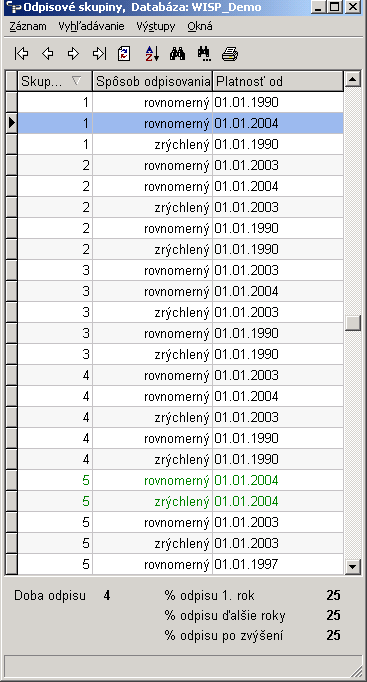 Odpisové skupiny, Databáza: WISP_Demo
Záznam Vyhľadávanie Výstupy Okná
Skup... Spôsob odpisovania Platnosť od
1 rovnomerný 01.01.1990
1 rovnomerný 01.01.2004
1 zrýchlený 01.01.1990
2 rovnomerný 01.01.2003
2 rovnomerný 01.01.2004
2 zrýchlený 01.01.2003
2 rovnomerný 01.01.1990
2 zrýchlený 01.01.1990
3 rovnomerný 01.01.2003
3 rovnomerný 01.01.2004
3 zrýchlený 01.01.2003
3 rovnomerný 01.01.1990
3 zrýchlený 01.01.1990
4 rovnomerný 01.01.2003
4 rovnomerný 01.01.2004
4 zrýchlený 01.01.2003
4 rovnomerný 01.01.1990
4 zrýchlený 01.01.1990
5 rovnomerný 01.01.2004
5 zrýchlený 01.01.2004
5 rovnomerný 01.01.2003
5 zrýchlený 01.01.2003
5 rovnomerný 01.01.1997
Doba odpisu 4 % odpisu 1. rok 25
% odpisu ďalšie roky 25
% odpisu po zvýšení 25